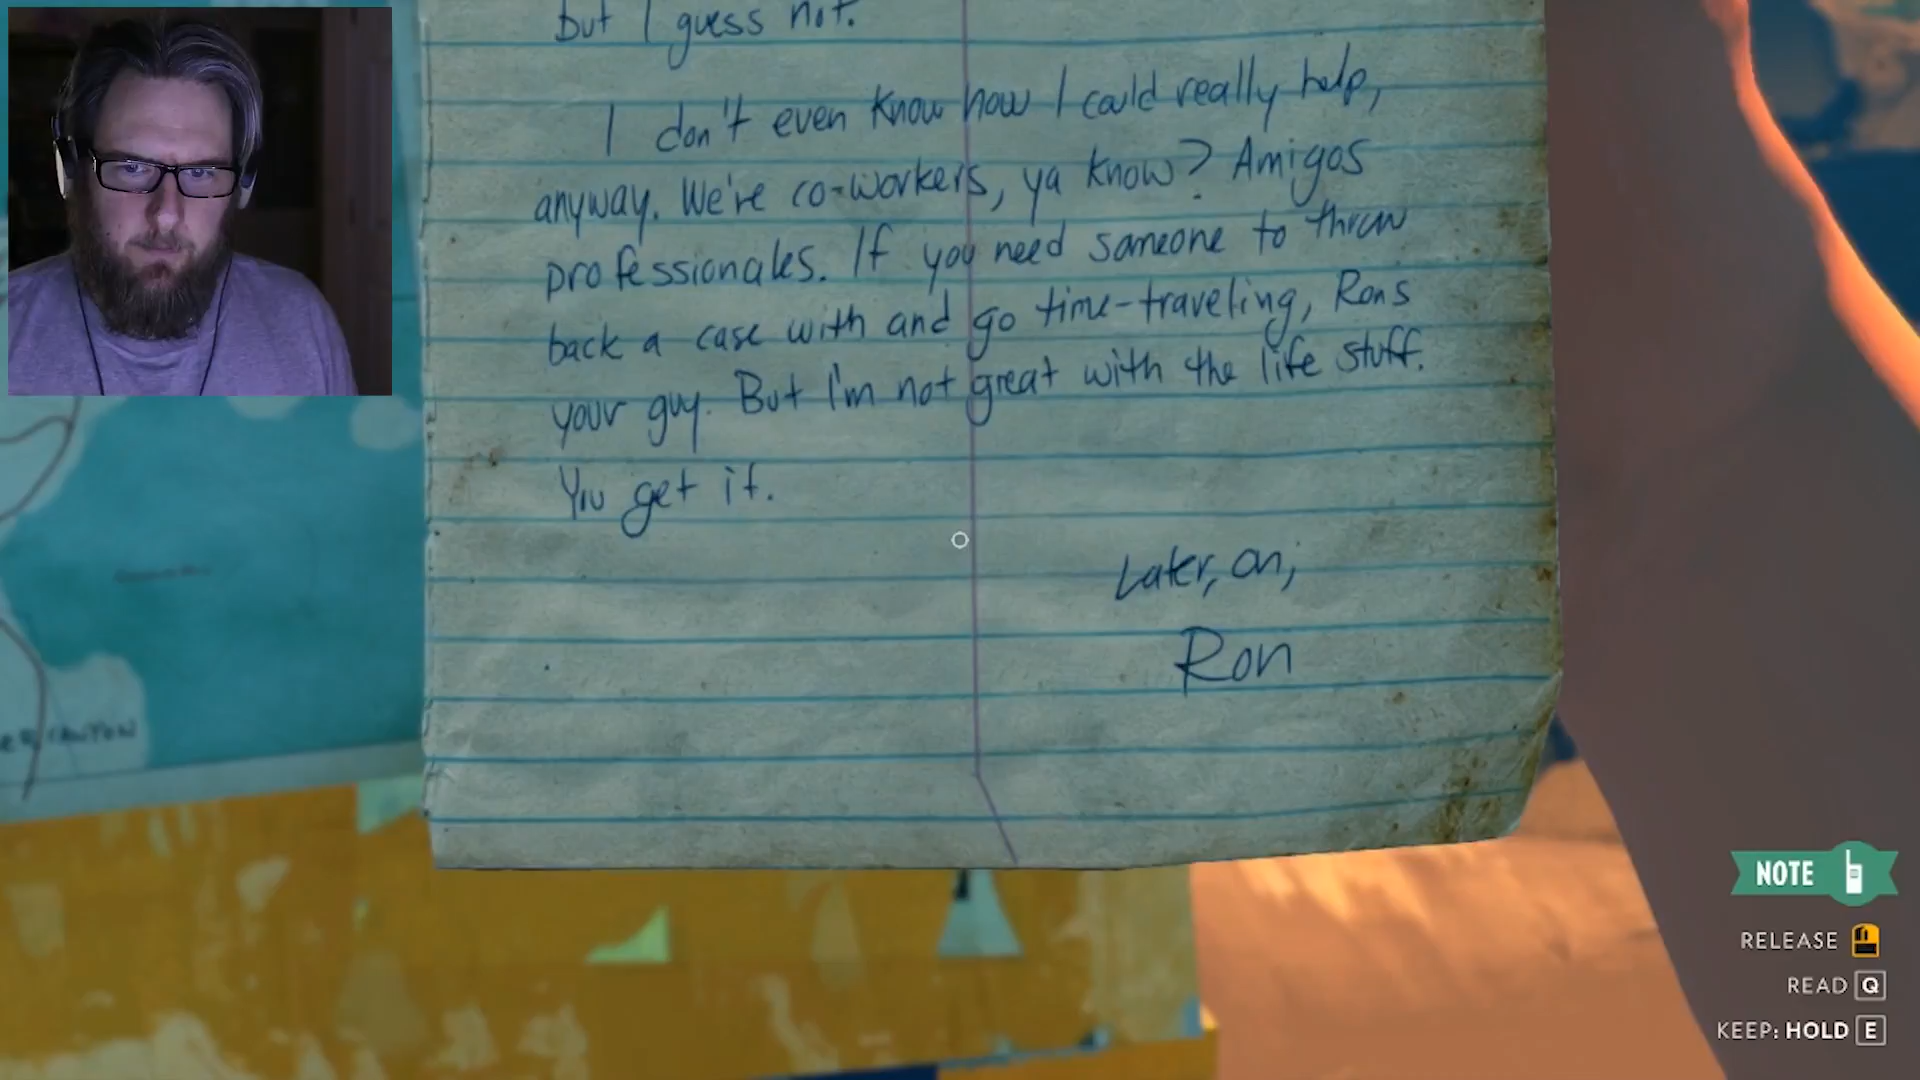 but I guess not.
I don't even know how I could really help,
anyway. We're co-workers, ya know? Amigos
professionales. If you need someone to throw
back a case with and go time-traveling, Rons
your guy. But I'm not great with the life stuff.
You get it.
Later, on,
Ron
CANYON
NOTE
RELEASE
READ Q
KEEP: HOLD E